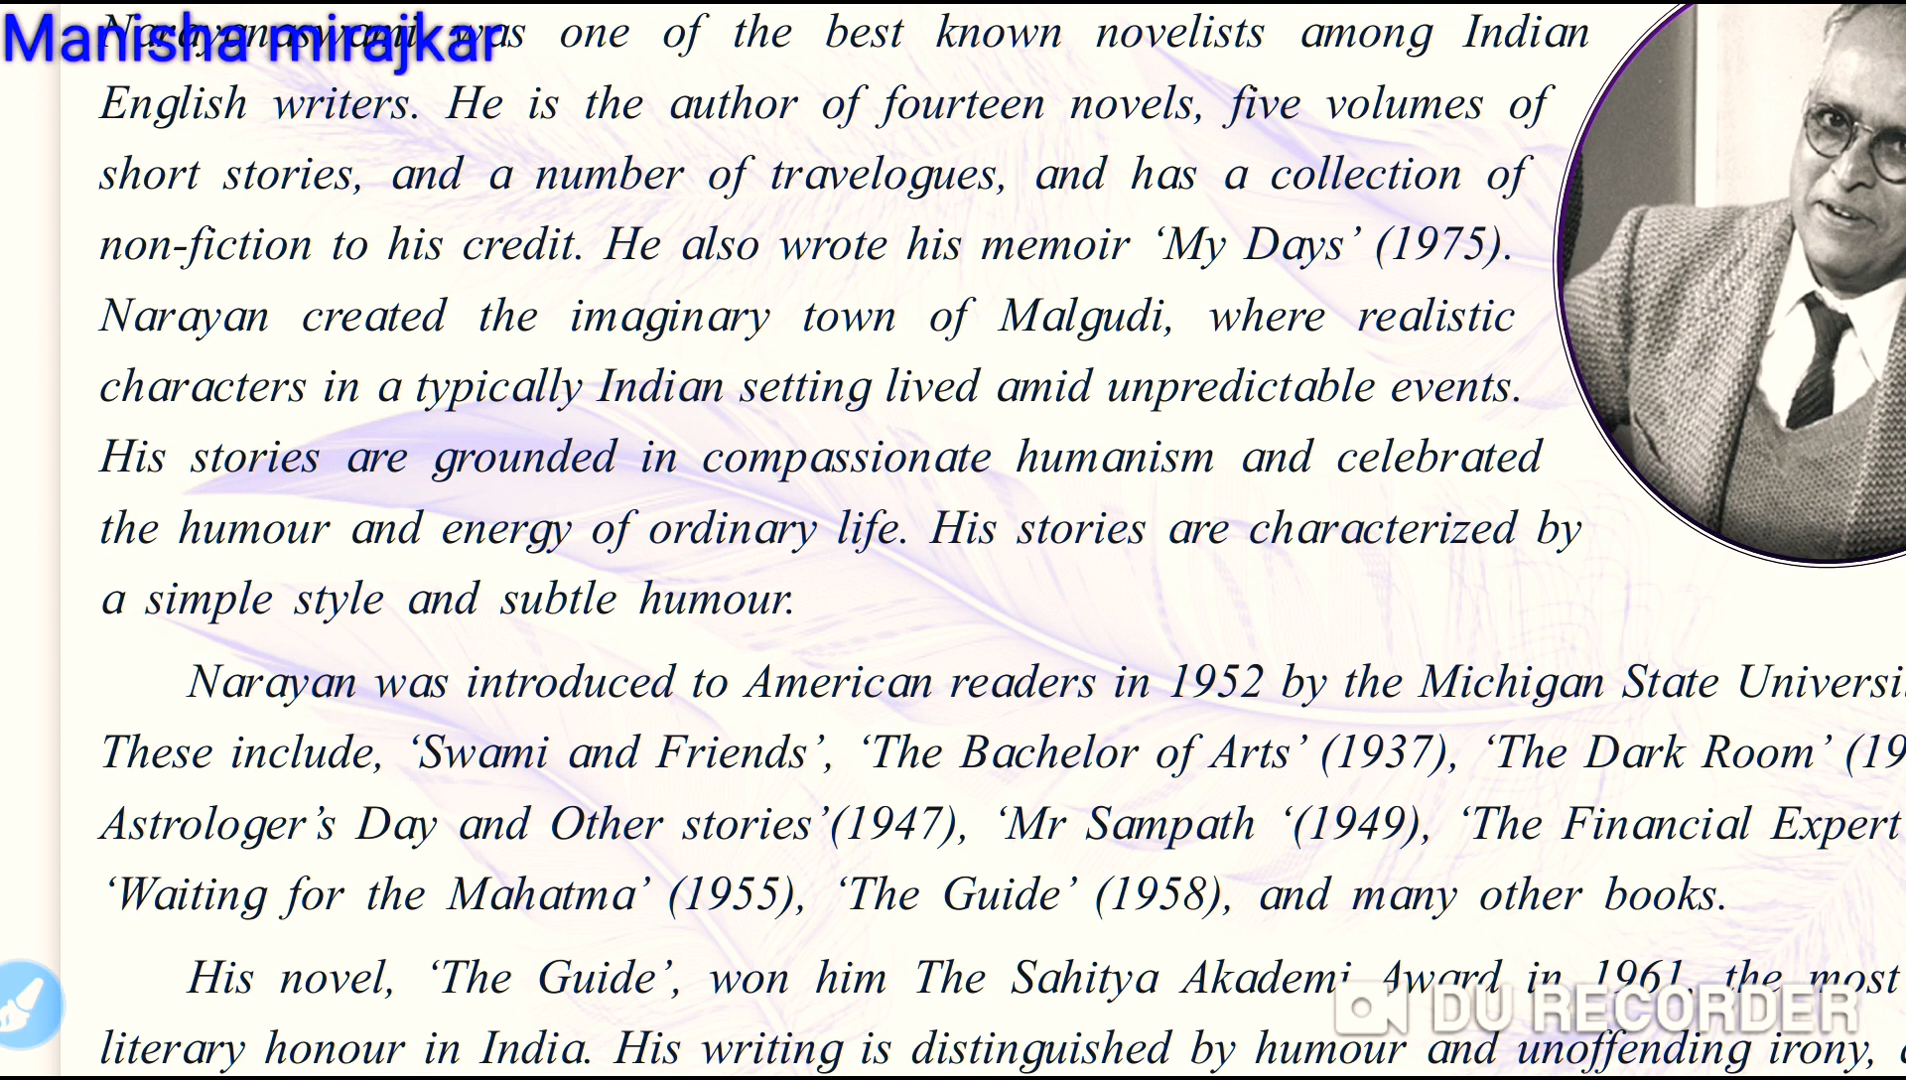 Manisha mirajkar
Narayanaswami was one of the best known novelists among Indian
English writers. He is the author of fourteen novels, five volumes of
short stories, and a number of travelogues, and has a collection of
non-fiction to his credit. He also wrote his memoir ‘My Days’ (1975).
Narayan created the imaginary town of Malgudi, where realistic
characters in a typically Indian setting lived amid unpredictable events.
His stories are grounded in compassionate humanism and celebrated
the humour and energy of ordinary life. His stories are characterized by
a simple style and subtle humour.
Narayan was introduced to American readers in 1952 by the Michigan State
These include, ‘Swami and Friends’, ‘The Bachelor of Arts’ (1937), ‘The Dark Room’ (19
Astrologer’s Day and Other stories’(1947), ‘Mr Sampath ‘(1949), ‘The Financial Expert
‘Waiting for the Mahatma’ (1955), ‘The Guide’ (1958), and many other books.
His novel, ‘The Guide’, won him The Sahitya Akademi Award in 1961, the most
literary honour in India. His writing is distinguished by humour and unoffending irony,
DU RECORDER